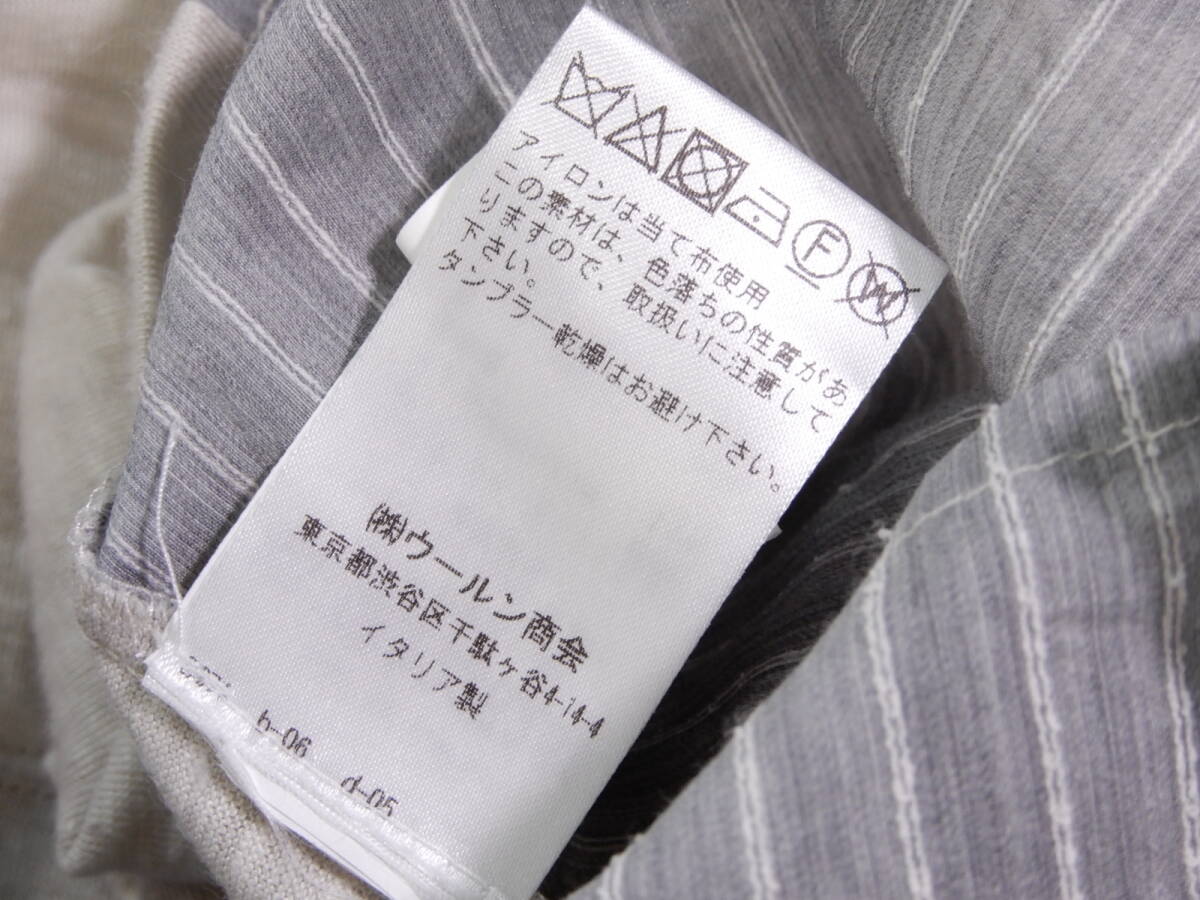 F
W
アイロンは当て布使用
この素材は、色落ちの性質があ
りますので、取扱いに注意して
下さい。
タンブラー乾燥はお避け下さい。
㈱ウールン商会
東京都渋谷区千駄ヶ谷4-14-4
イタリア製
b-06 d-05